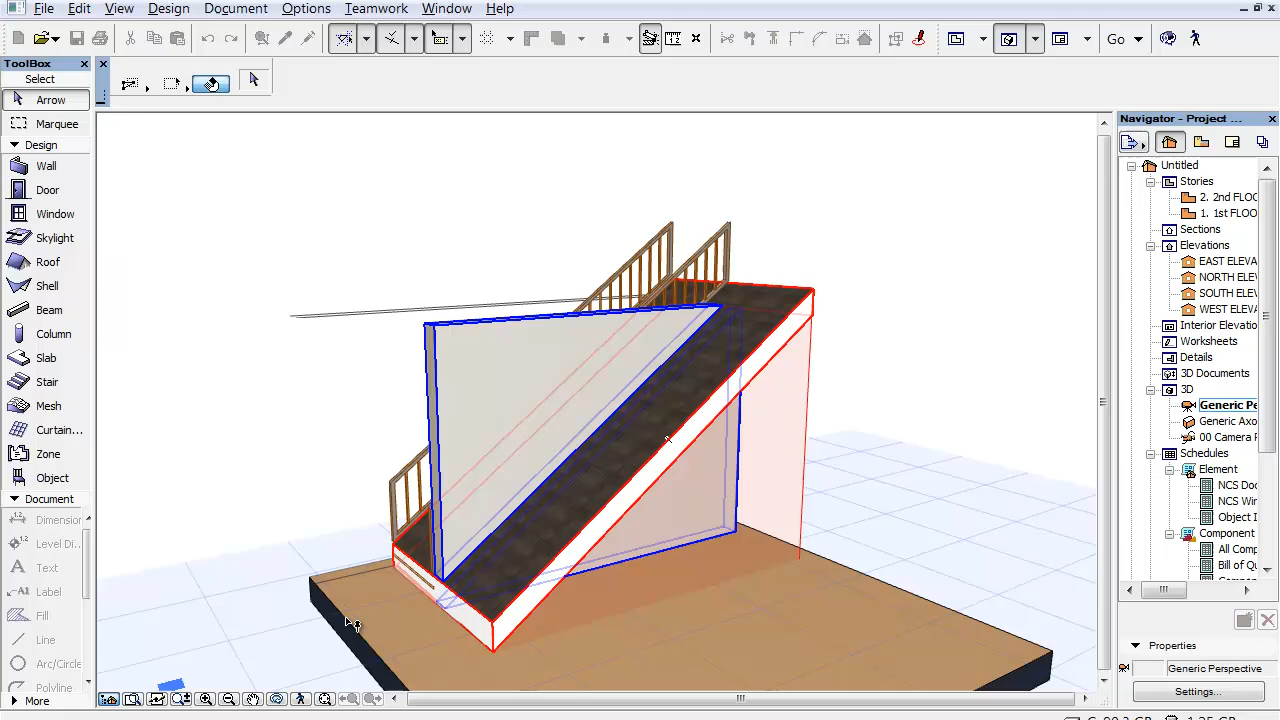 File Edit View Design Document Options Teamwork Window Help
Go
ToolBox
Select
Arrow
Marquee
Design
Wall
Door
Window
Skylight
Roof
Shell
Beam
Column
Slab
Stair
Mesh
Curtain...
Zone
Object
Document
Dimension
Level Di...
Text
Label
Fill
Line
Arc/Circle
Polyline
More
Navigator - Project ...
Untitled
Stories
2. 2nd FLOO
1. 1st FLOO
Sections
Elevations
EAST ELEVA
NORTH ELEV
SOUTH ELEV
WEST ELEVA
Interior Elevatio
Worksheets
Details
3D Documents
3D
Generic Pe
Generic Axo
00 Camera
Schedules
Element
NCS Doo
NCS Win
Object I
Component
All Comp
Bill of Q
Properties
Generic Perspective
Settings...